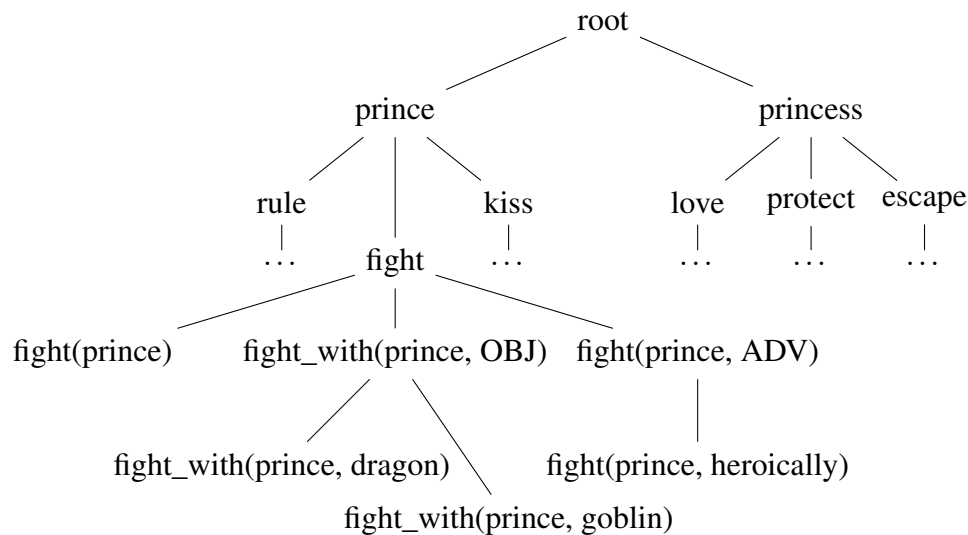 root
prince princess
rule kiss love protect escape
... fight ... ... ... ...
fight(prince) fight_with(prince, OBJ) fight(prince, ADV)
fight_with(prince, dragon) fight(prince, heroically)
fight_with(prince, goblin)